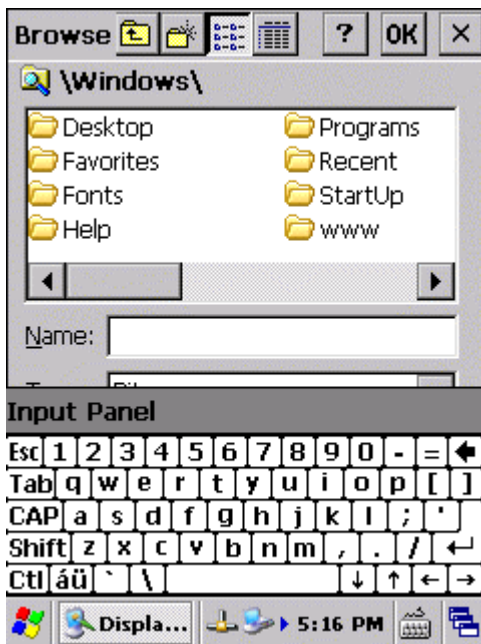 Browse ? OK ×
\Windows\
Desktop Programs
Favorites Recent
Fonts StartUp
Help www
Name:
Input Panel
Esc 1 2 3 4 5 6 7 8 9 0 - =
Tab q w e r t y u i o p [ ]
CAP a s d f g h j k l ; '
Shift z x c v b n m , . /
Ctl áü ` \ ↓ ↑ ← →
Displa... 5:16 PM